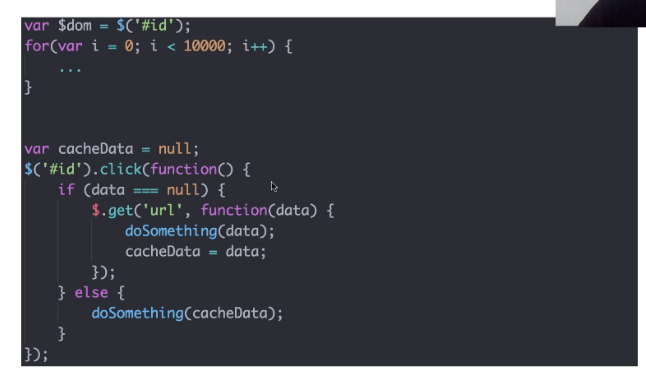 var $dom = $('#id');
for(var i = 0; i < 10000; i++) {
    ...
}
var cacheData = null;
$('#id').click(function() {
    if (data === null) {
        $.get('url', function(data) {
            doSomething(data);
            cacheData = data;
        });
    } else {
        doSomething(cacheData);
    }
});